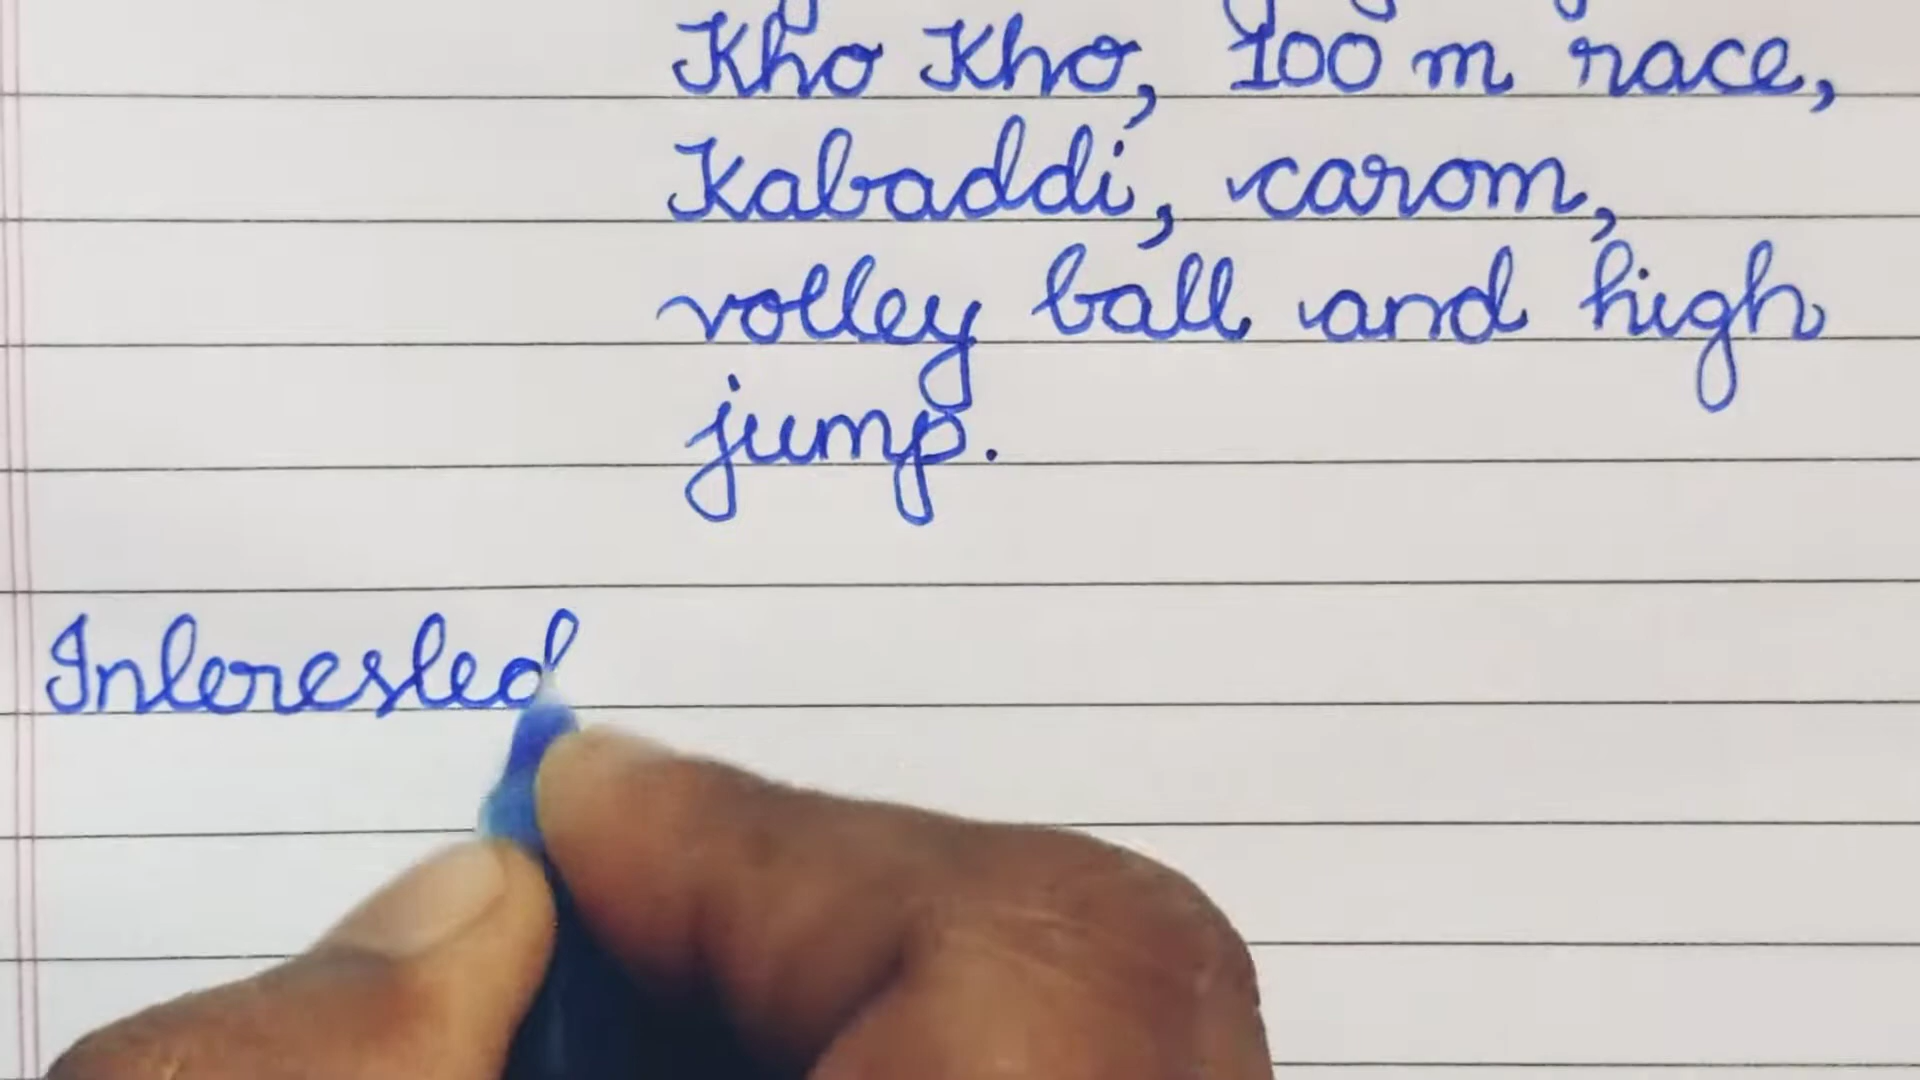 Kho Kho, 100 m race,
Kabaddi, carom,
volley ball and high
jump.
Interested